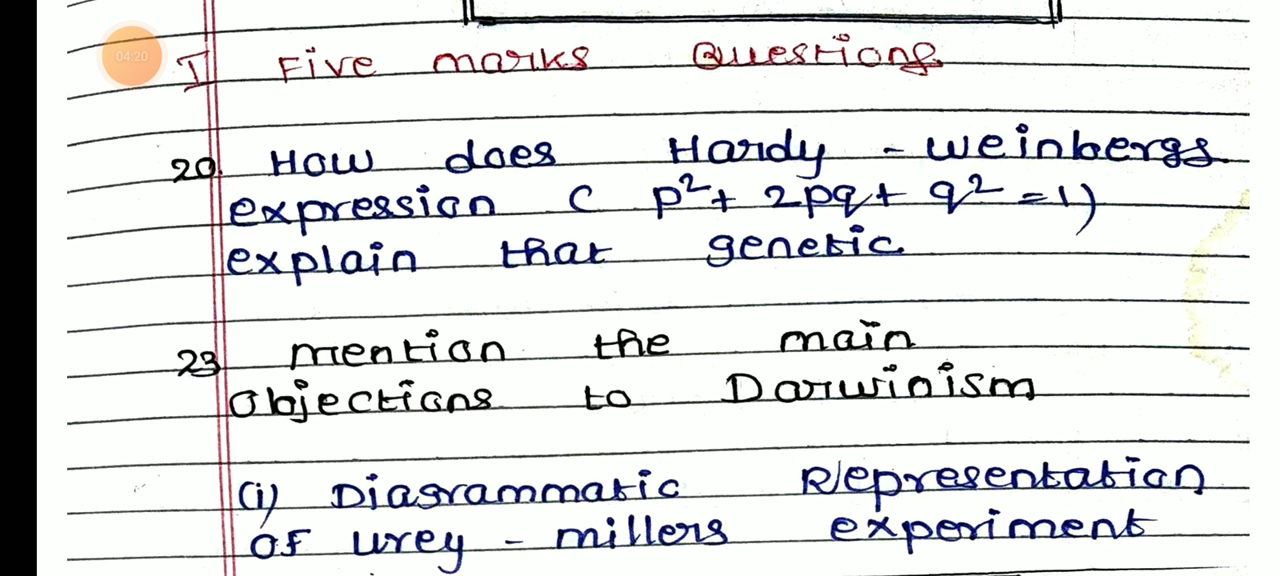 04:20
I Five marks Questions
20. How does Hardy - weinbergs
expression ( p²+ 2pq + q² = 1)
explain that genetic
23 mention the main
objections to Darwinism
(i) Diagrammatic Representation
of urey - millers experiment